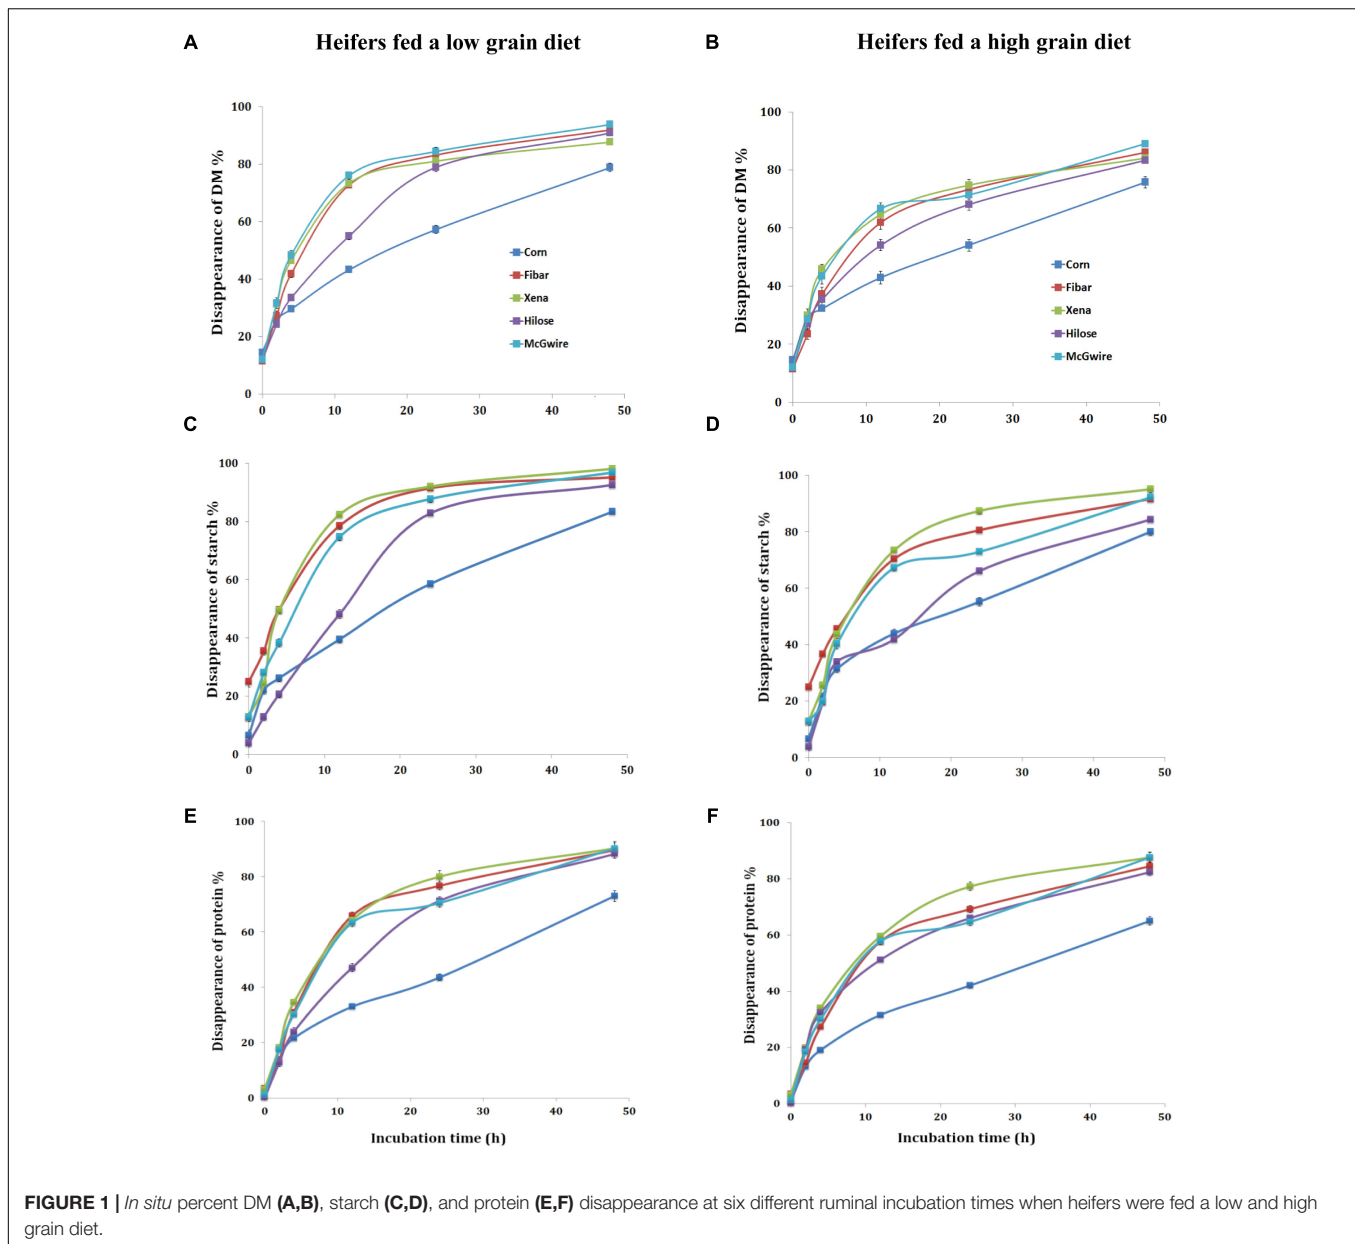 A
Heifers fed a low grain diet
B
Heifers fed a high grain diet
Disappearance of DM %
100
80
60
40
20
0
0 10 20 30 40 50
Corn
Fibar
Xena
Hilose
McGwire
Disappearance of DM %
100
80
60
40
20
0
0 10 20 30 40 50
Corn
Fibar
Xena
Hilose
McGwire
C
Disappearance of starch %
100
80
60
40
20
0
0 10 20 30 40 50
D
Disappearance of starch %
100
80
60
40
20
0
0 10 20 30 40 50
E
Disappearance of protein %
100
80
60
40
20
0
0 10 20 30 40 50
Incubation time (h)
F
Disappearance of protein %
100
80
60
40
20
0
0 10 20 30 40 50
Incubation time (h)
FIGURE 1 | In situ percent DM (A,B), starch (C,D), and protein (E,F) disappearance at six different ruminal incubation times when heifers were fed a low and high
grain diet.